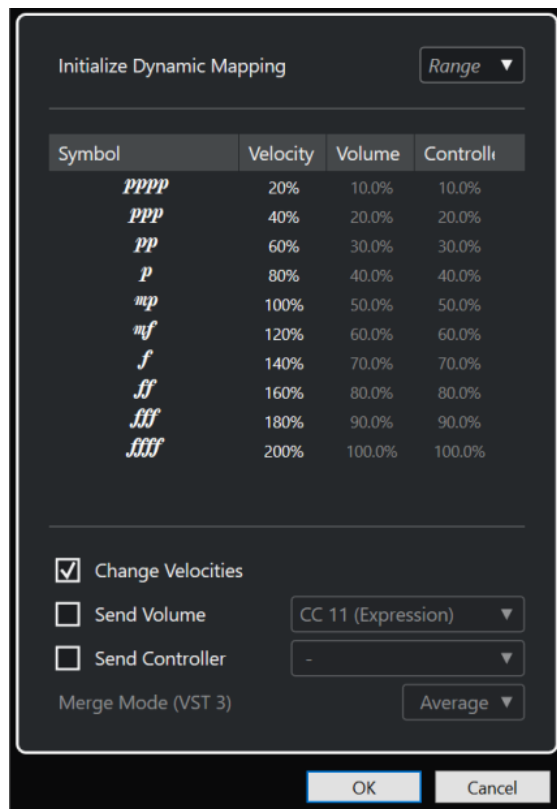 Initialize Dynamic Mapping Range
Symbol Velocity Volume Controlle
pppp 20% 10.0% 10.0%
ppp 40% 20.0% 20.0%
pp 60% 30.0% 30.0%
p 80% 40.0% 40.0%
mp 100% 50.0% 50.0%
mf 120% 60.0% 60.0%
f 140% 70.0% 70.0%
ff 160% 80.0% 80.0%
fff 180% 90.0% 90.0%
ffff 200% 100.0% 100.0%
Change Velocities
Send Volume CC 11 (Expression)
Send Controller -
Merge Mode (VST 3) Average
OK Cancel